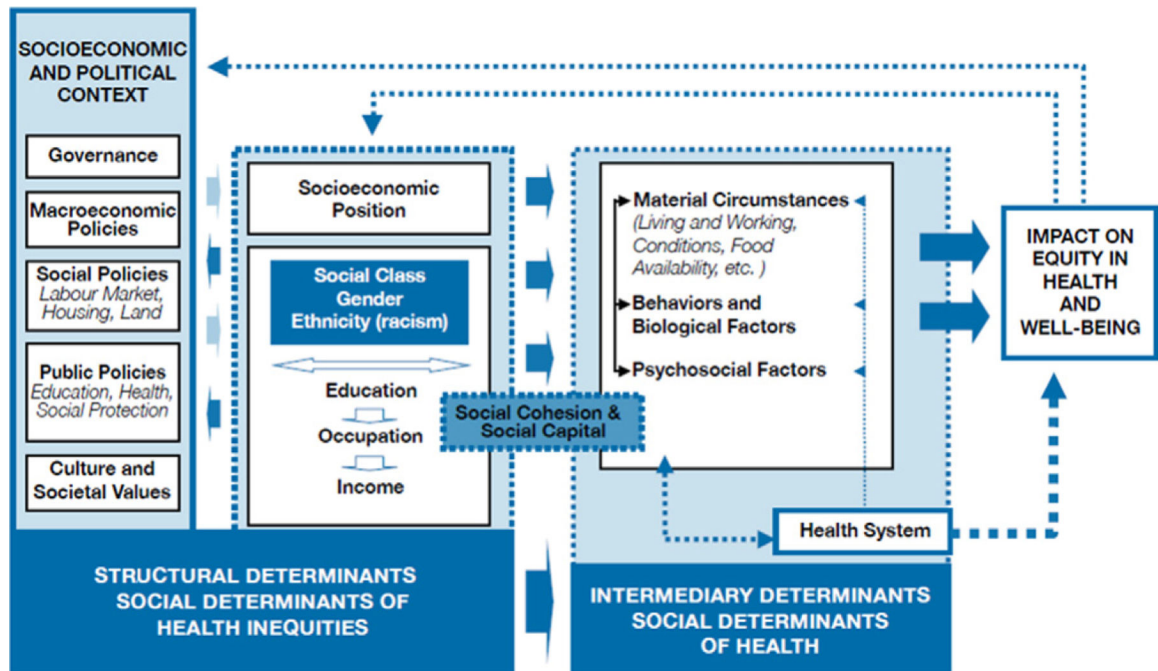 SOCIOECONOMIC
AND POLITICAL
CONTEXT
Governance
Macroeconomic
Policies
Social Policies
Labour Market,
Housing, Land
Public Policies
Education, Health,
Social Protection
Culture and
Societal Values
Socioeconomic
Position
Social Class
Gender
Ethnicity (racism)
Education
Occupation
Income
Social Cohesion &
Social Capital
Material Circumstances
(Living and Working,
Conditions, Food
Availability, etc. )
Behaviors and
Biological Factors
Psychosocial Factors
Health System
IMPACT ON
EQUITY IN
HEALTH
AND
WELL-BEING
STRUCTURAL DETERMINANTS
SOCIAL DETERMINANTS OF
HEALTH INEQUITIES
INTERMEDIARY DETERMINANTS
SOCIAL DETERMINANTS
OF HEALTH